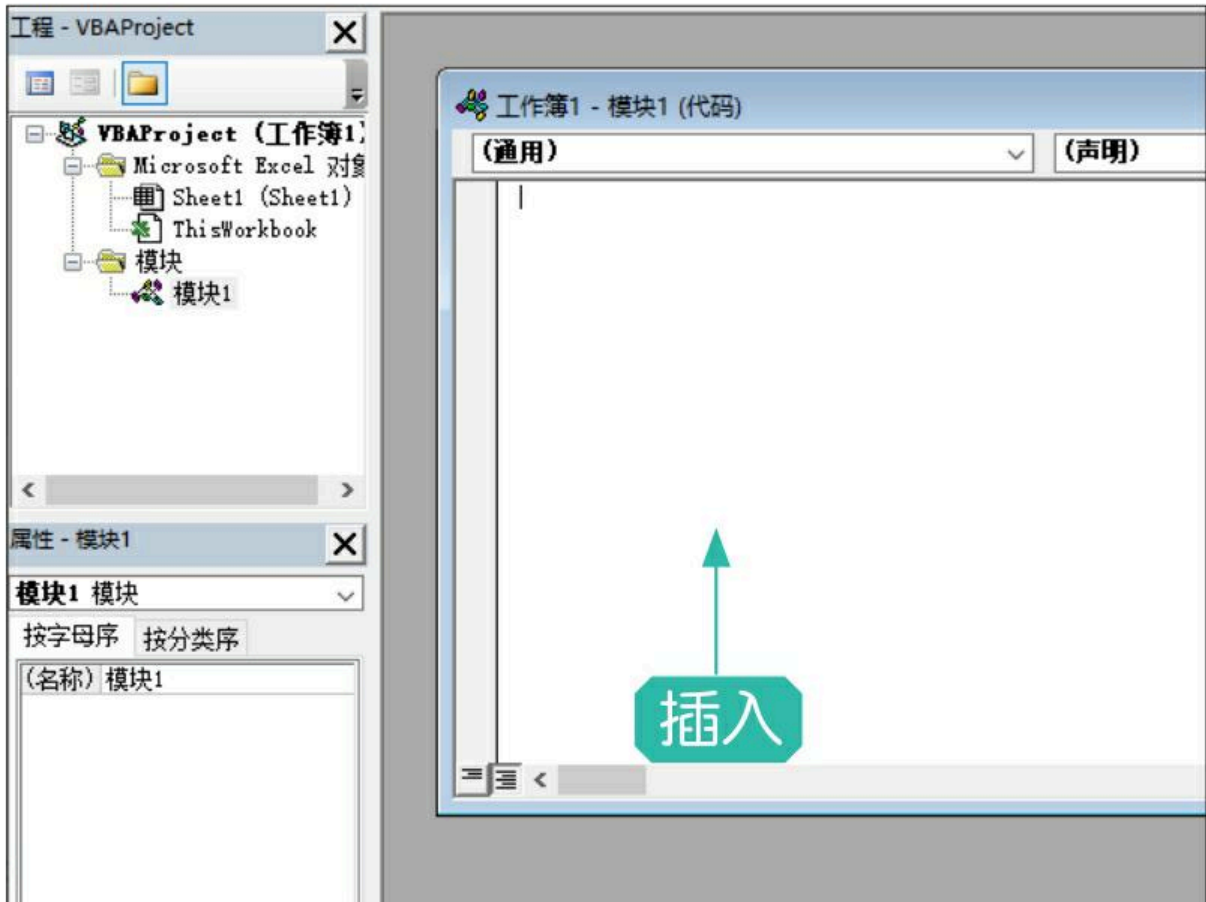 工程 - VBAProject
VBAProject (工作簿1)
Microsoft Excel 对象
Sheet1 (Sheet1)
ThisWorkbook
模块
模块1
属性 - 模块1
模块1 模块
按字母序 按分类序
(名称) 模块1
工作簿1 - 模块1 (代码)
(通用) (声明)
插入